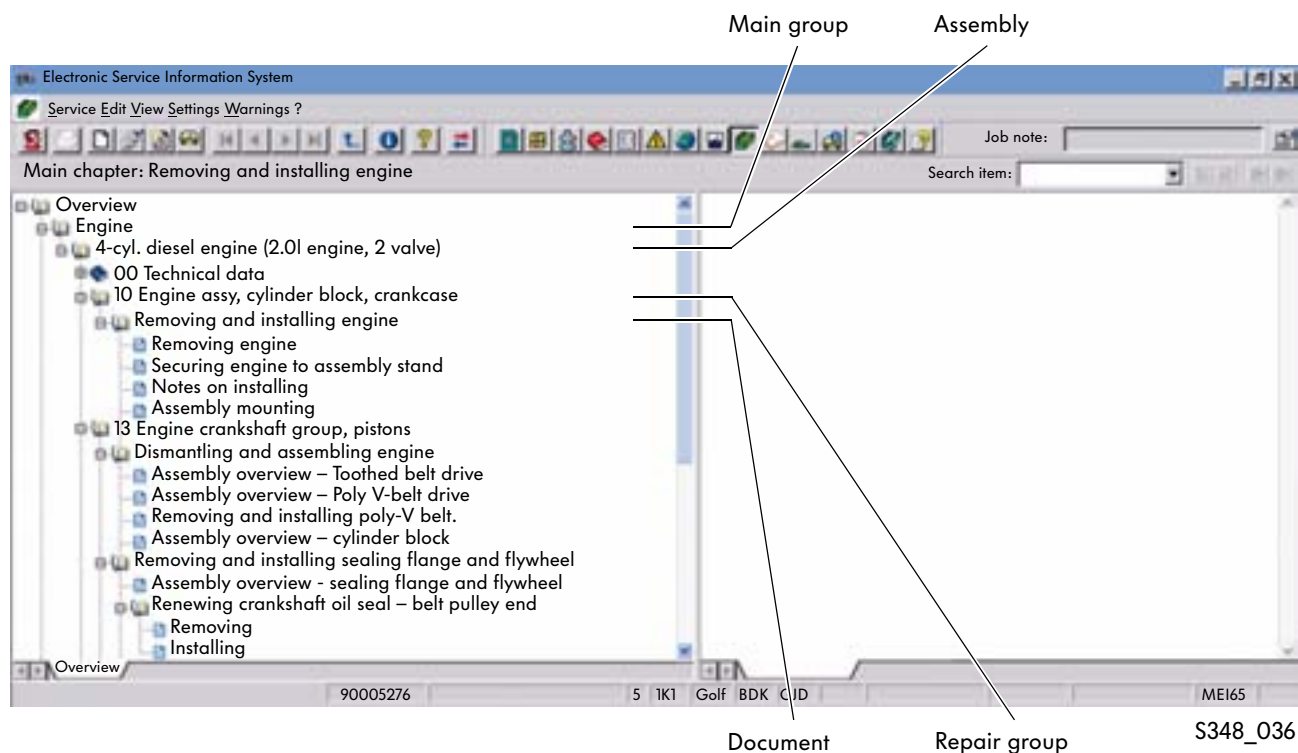 Main group Assembly
Electronic Service Information System
Service Edit View Settings Warnings ?
Job note:
Main chapter: Removing and installing engine Search item:
Overview
Engine
4-cyl. diesel engine (2.0l engine, 2 valve)
00 Technical data
10 Engine assy, cylinder block, crankcase
Removing and installing engine
Removing engine
Securing engine to assembly stand
Notes on installing
Assembly mounting
13 Engine crankshaft group, pistons
Dismantling and assembling engine
Assembly overview – Toothed belt drive
Assembly overview – Poly V-belt drive
Removing and installing poly-V belt.
Assembly overview – cylinder block
Removing and installing sealing flange and flywheel
Assembly overview - sealing flange and flywheel
Renewing crankshaft oil seal – belt pulley end
Removing
Installing
Overview
90005276 5 1K1 Golf BDK MEI65
Document Repair group S348_036